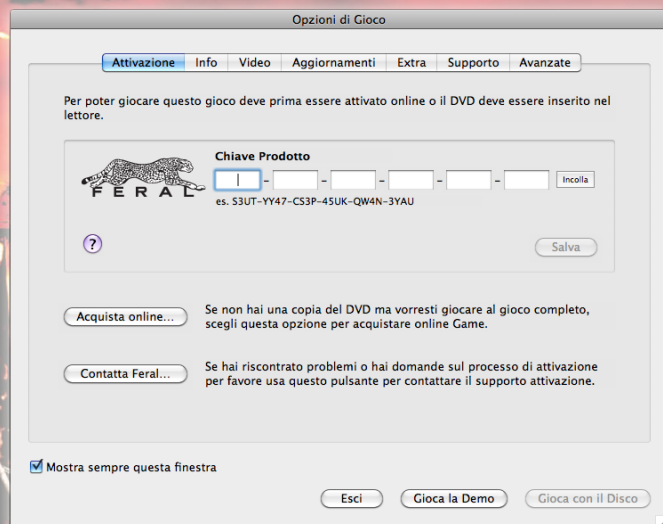 Opzioni di Gioco
Attivazione Info Video Aggiornamenti Extra Supporto Avanzate
Per poter giocare questo gioco deve prima essere attivato online o il DVD deve essere inserito nel
lettore.
Chiave Prodotto
FERAL
- - - - - Incolla
es. S3UT-YY47-CS3P-45UK-QW4N-3YAU
? Salva
Acquista online... Se non hai una copia del DVD ma vorresti giocare al gioco completo,
scegli questa opzione per acquistare online Game.
Contatta Feral... Se hai riscontrato problemi o hai domande sul processo di attivazione
per favore usa questo pulsante per contattare il supporto attivazione.
Mostra sempre questa finestra
Esci Gioca la Demo Gioca con il Disco